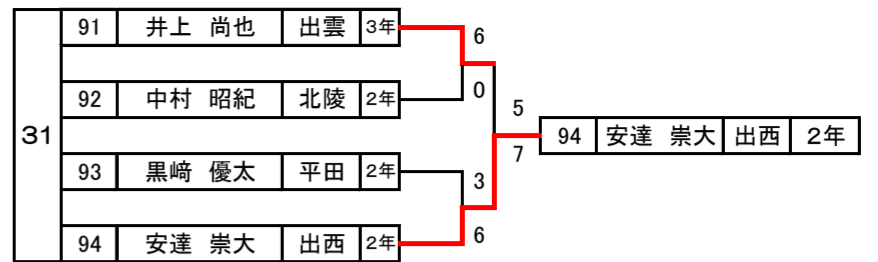 91 井上 尚也 出雲 3年
6
0
92 中村 昭紀 北陵 2年
5
31
94 安達 崇大 出西 2年
7
93 黒﨑 優太 平田 2年
3
6
94 安達 崇大 出西 2年